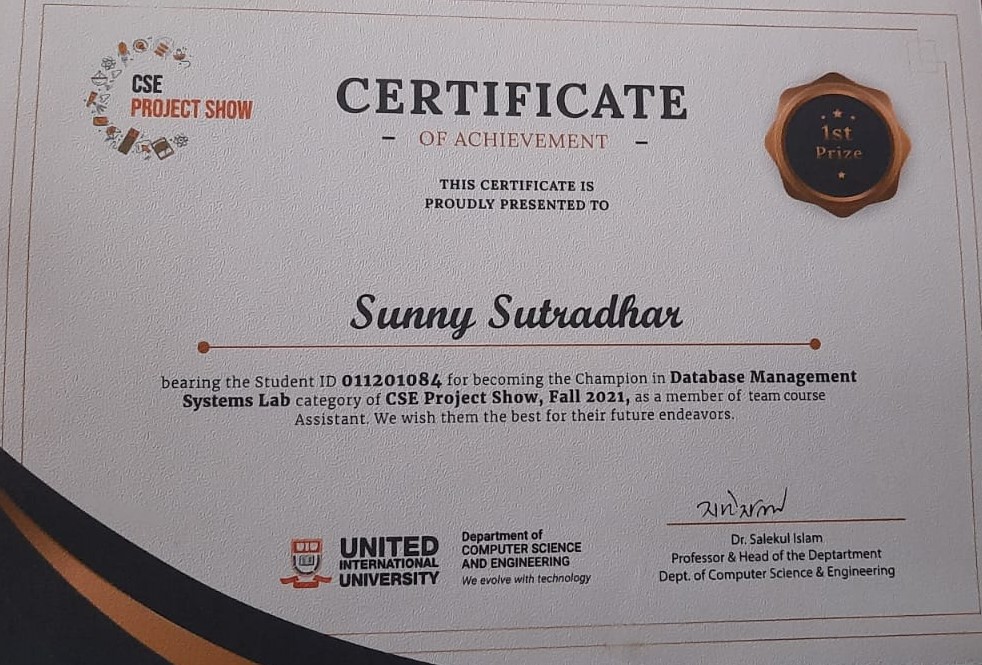 CSE
PROJECT SHOW
CERTIFICATE
– OF ACHIEVEMENT –
1st
Prize
THIS CERTIFICATE IS
PROUDLY PRESENTED TO
Sunny Sutradhar
bearing the Student ID 011201084 for becoming the Champion in Database Management
Systems Lab category of CSE Project Show, Fall 2021, as a member of team course
Assistant. We wish them the best for their future endeavors.
UIU
UNITED
INTERNATIONAL
UNIVERSITY
Department of
COMPUTER SCIENCE
AND ENGINEERING
We evolve with technology
Dr. Salekul Islam
Professor & Head of the Deptartment
Dept. of Computer Science & Engineering